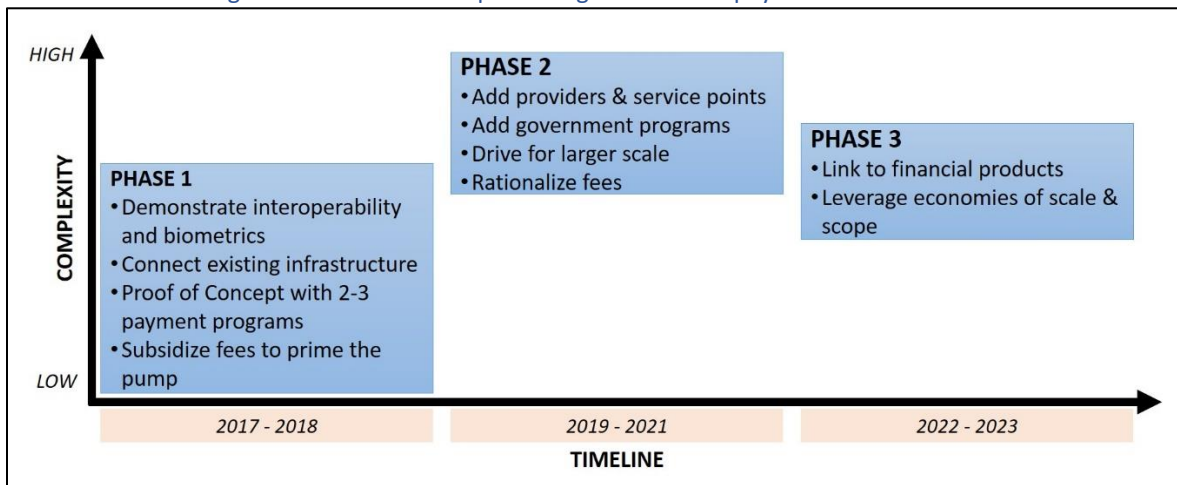 HIGH
COMPLEXITY
LOW
PHASE 1
• Demonstrate interoperability
and biometrics
• Connect existing infrastructure
• Proof of Concept with 2-3
payment programs
• Subsidize fees to prime the
pump
PHASE 2
• Add providers & service points
• Add government programs
• Drive for larger scale
• Rationalize fees
PHASE 3
• Link to financial products
• Leverage economies of scale &
scope
2017 - 2018
2019 - 2021
2022 - 2023
TIMELINE